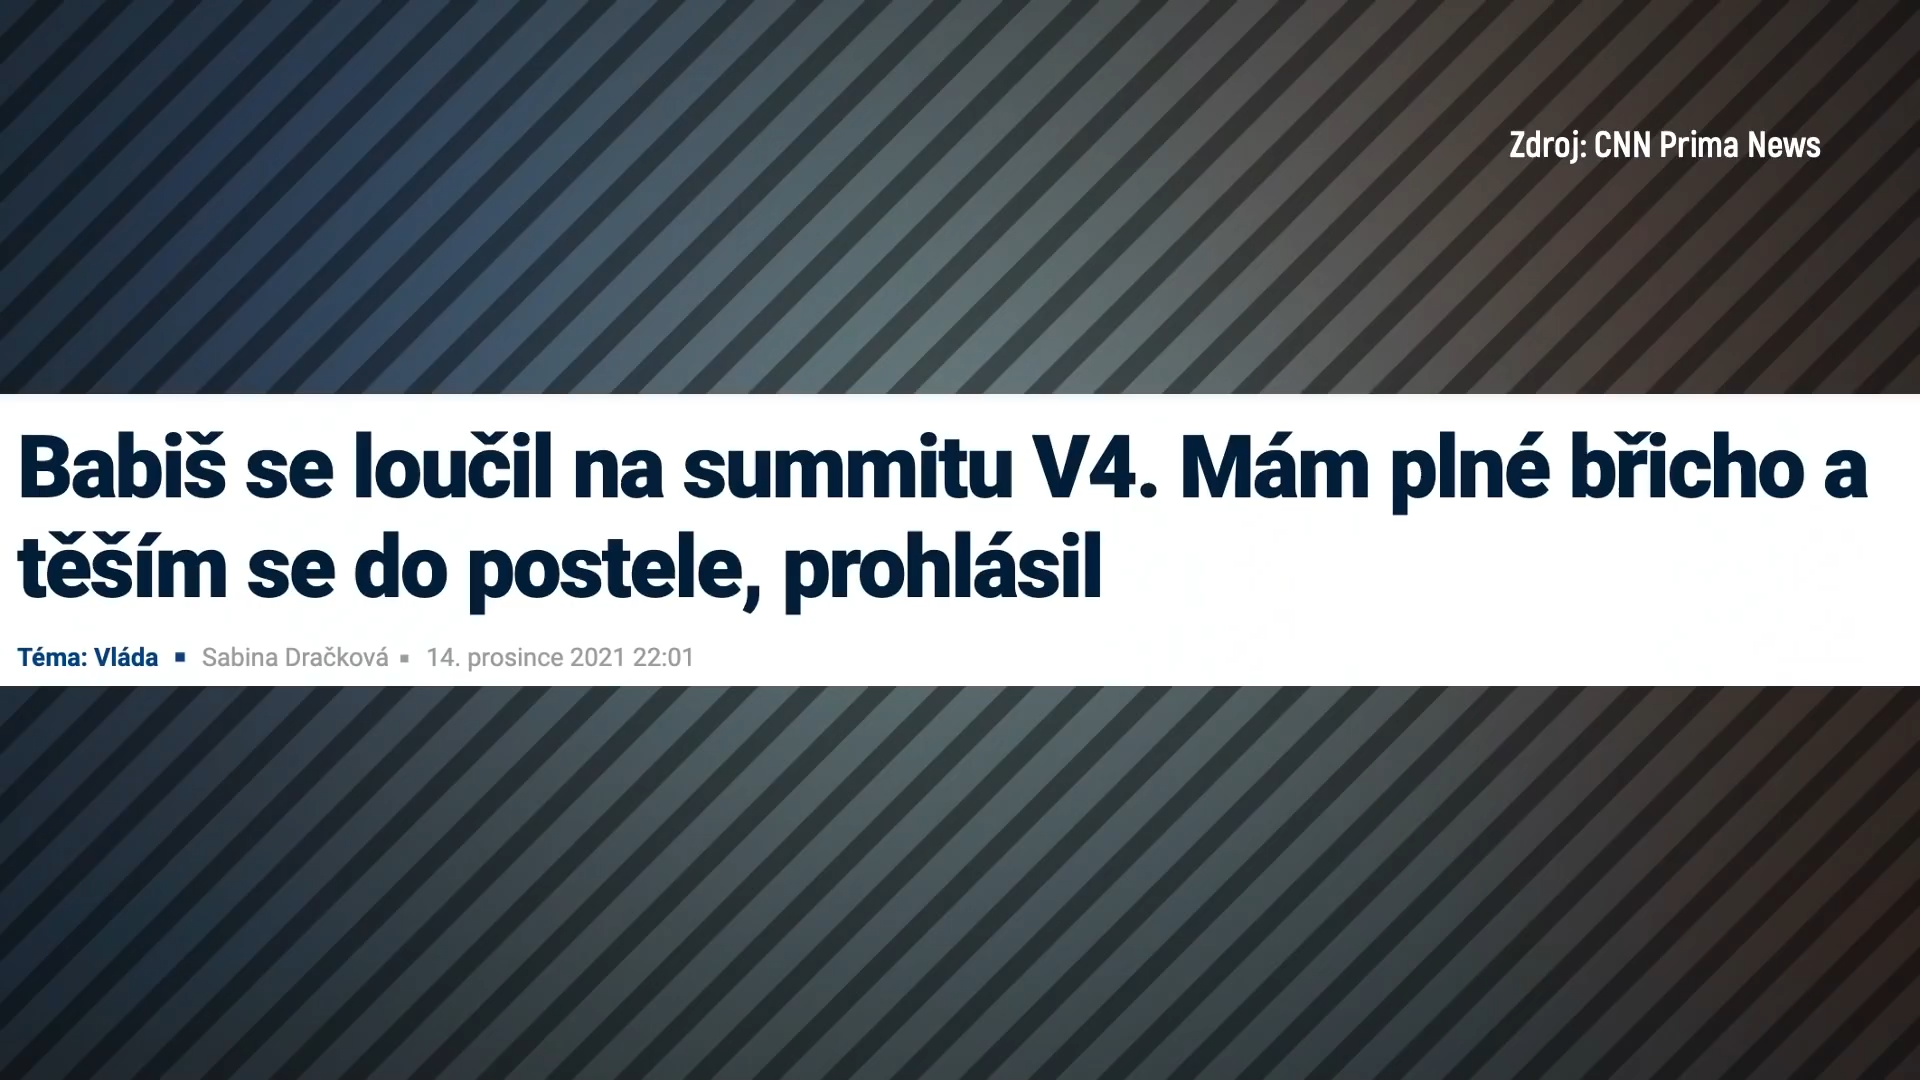 Zdroj: CNN Prima News
Babiš se loučil na summitu V4. Mám plné břicho a
těším se do postele, prohlásil
Téma: Vláda ▪ Sabina Dračková ▪ 14. prosince 2021 22:01